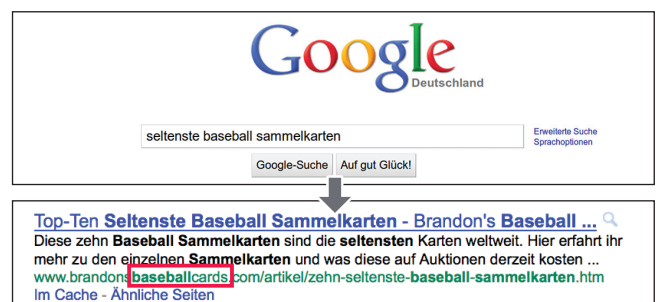 Google
Deutschland
seltenste baseball sammelkarten
Erweiterte Suche
Sprachoptionen
Google-Suche
Auf gut Glück!
Top-Ten Seltenste Baseball Sammelkarten - Brandon's Baseball ...
Diese zehn Baseball Sammelkarten sind die seltensten Karten weltweit. Hier erfahrt ihr
mehr zu den einzelnen Sammelkarten und was diese auf Auktionen derzeit kosten ...
www.brandonsbaseballcards.com/artikel/zehn-seltenste-baseball-sammelkarten.htm
Im Cache - Ähnliche Seiten